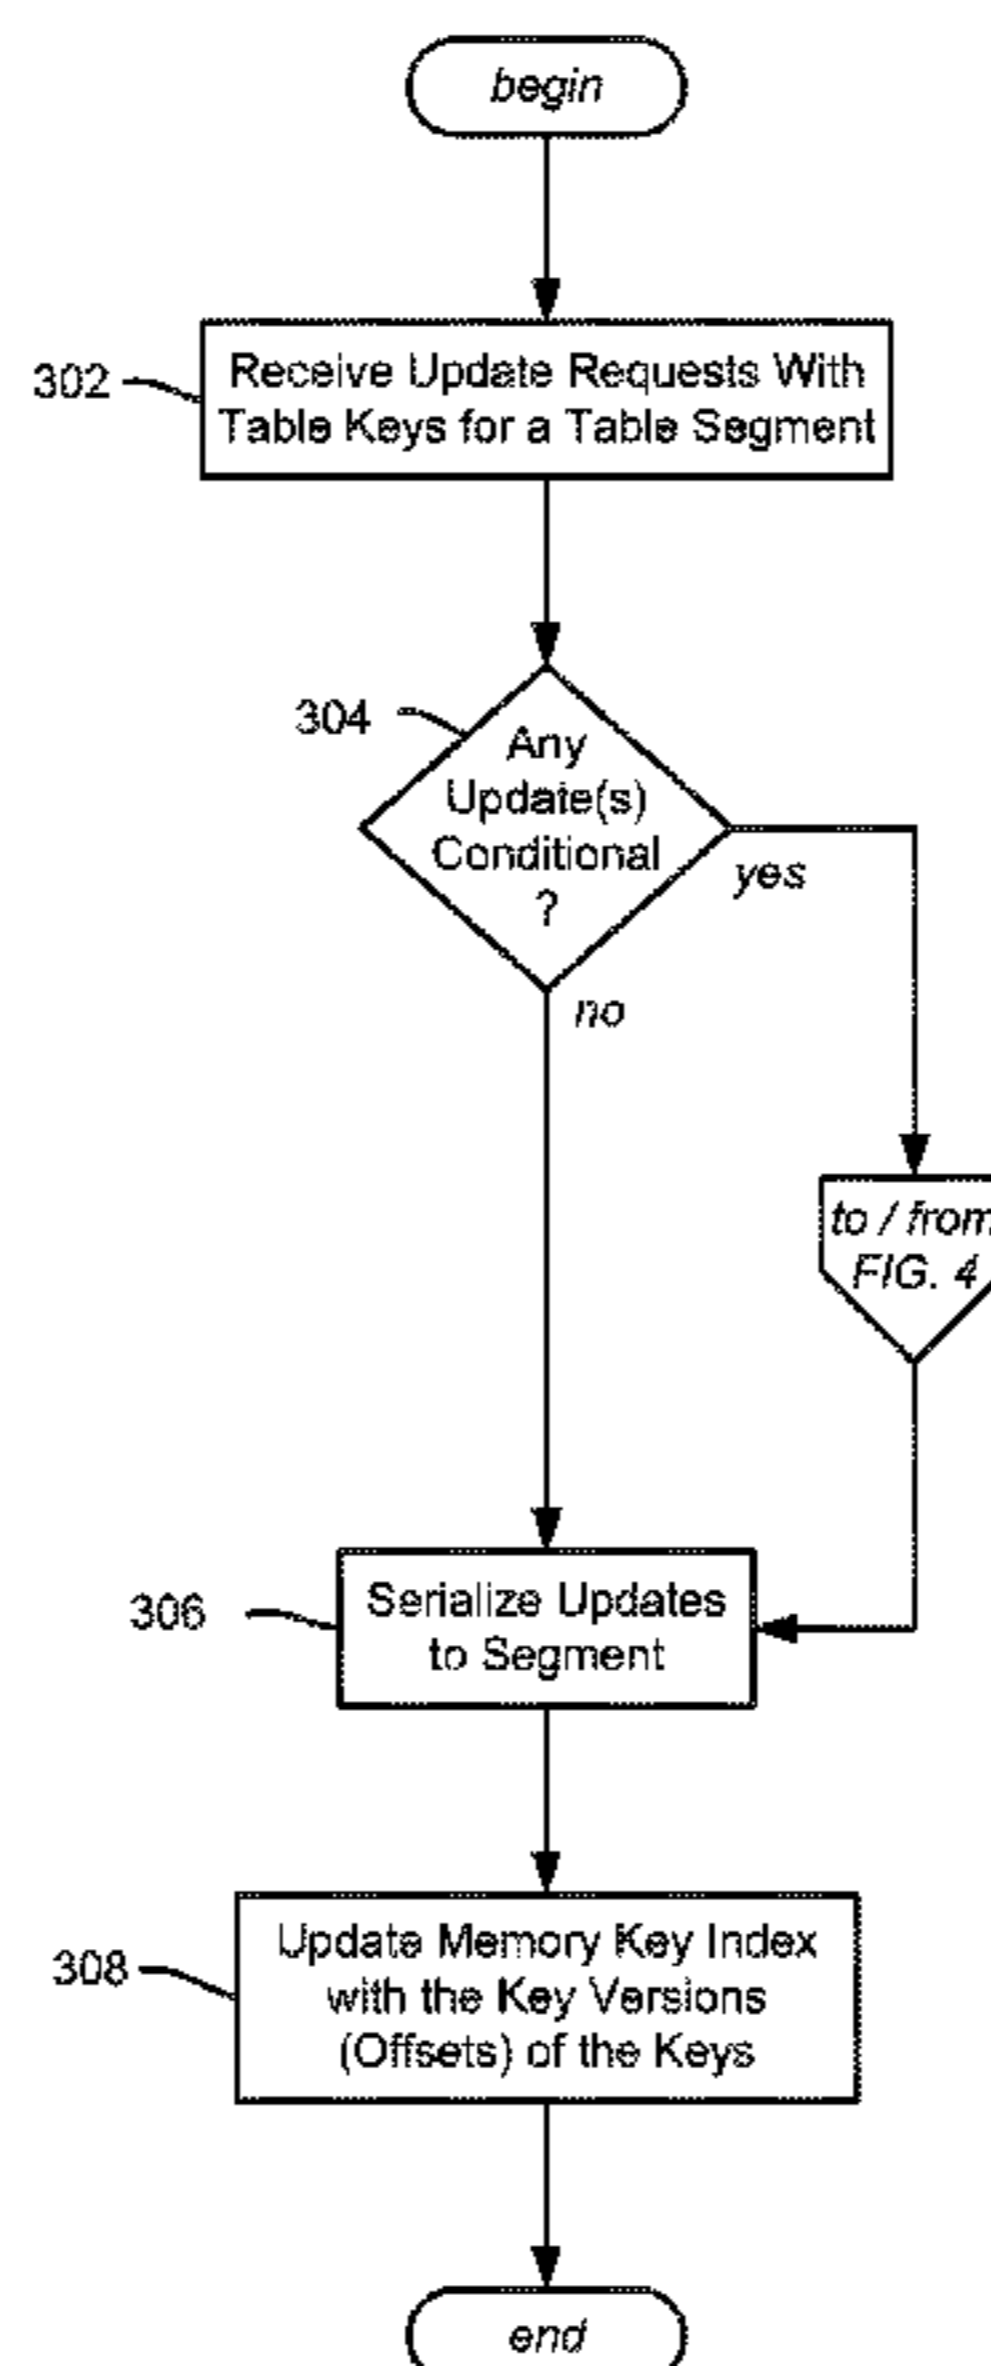 begin
302
Receive Update Requests With
Table Keys for a Table Segment
304
Any
Update(s)
Conditional
?
yes
no
to / from
FIG. 4
306
Serialize Updates
to Segment
308
Update Memory Key Index
with the Key Versions
(Offsets) of the Keys
end